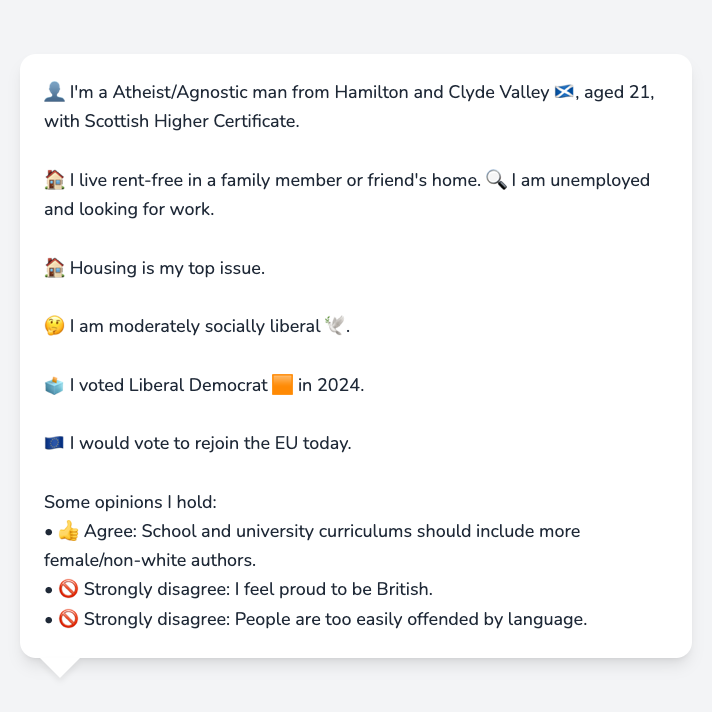 👤 I'm a Atheist/Agnostic man from Hamilton and Clyde Valley 🏴󠁧󠁢󠁳󠁣󠁴󠁿, aged 21,
with Scottish Higher Certificate.
🏠 I live rent-free in a family member or friend's home. 🔍 I am unemployed
and looking for work.
🏠 Housing is my top issue.
🤔 I am moderately socially liberal 🕊️.
🗳️ I voted Liberal Democrat 🟧 in 2024.
🇪🇺 I would vote to rejoin the EU today.
Some opinions I hold:
• 👍 Agree: School and university curriculums should include more
female/non-white authors.
• 🚫 Strongly disagree: I feel proud to be British.
• 🚫 Strongly disagree: People are too easily offended by language.